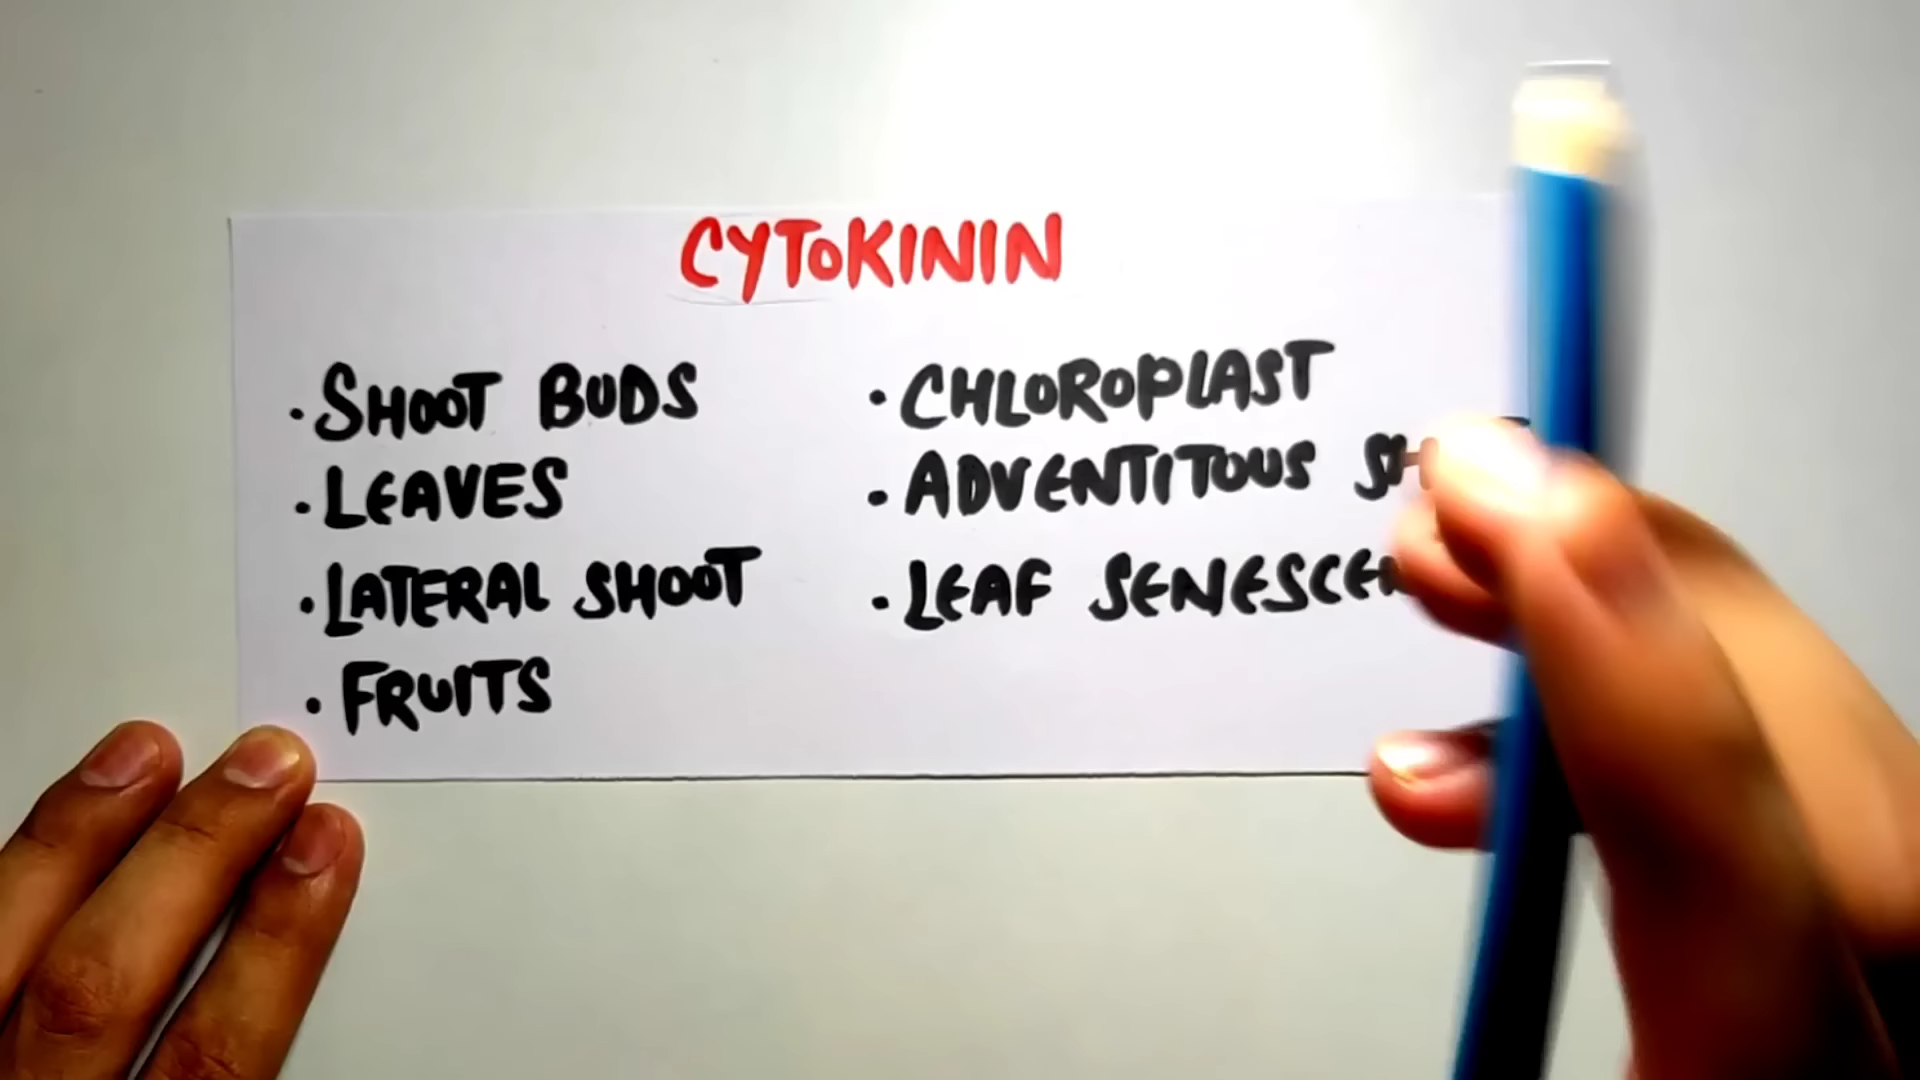 CYTOKININ
· SHOOT BUDS
· LEAVES
· LATERAL SHOOT
· FRUITS
· CHLOROPLAST
· ADVENTITOUS
· LEAF